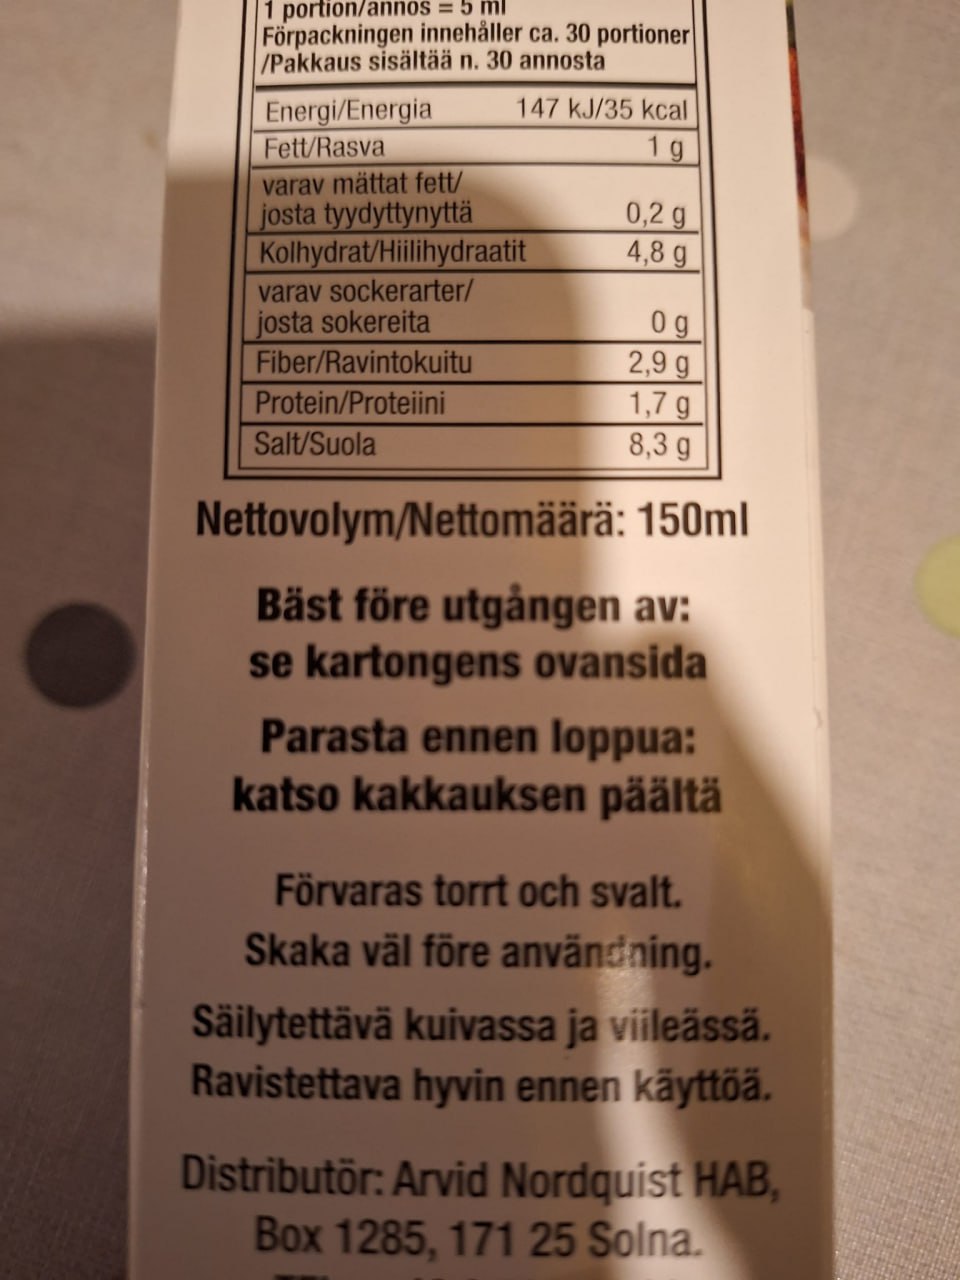 1 portion/annos = 5 ml
Förpackningen innehåller ca. 30 portioner
/Pakkaus sisältää n. 30 annosta
Energi/Energia 147 kJ/35 kcal
Fett/Rasva 1 g
varav mättat fett/
josta tyydyttynyttä 0,2 g
Kolhydrat/Hiilihydraatit 4,8 g
varav sockerarter/
josta sokereita 0 g
Fiber/Ravintokuitu 2,9 g
Protein/Proteiini 1,7 g
Salt/Suola 8,3 g
Nettovolym/Nettomäärä: 150ml
Bäst före utgången av:
se kartongens ovansida
Parasta ennen loppua:
katso kakkauksen päältä
Förvaras torrt och svalt.
Skaka väl före användning.
Säilytettävä kuivassa ja viileässä.
Ravistettava hyvin ennen käyttöä.
Distributör: Arvid Nordquist HAB,
Box 1285, 171 25 Solna.